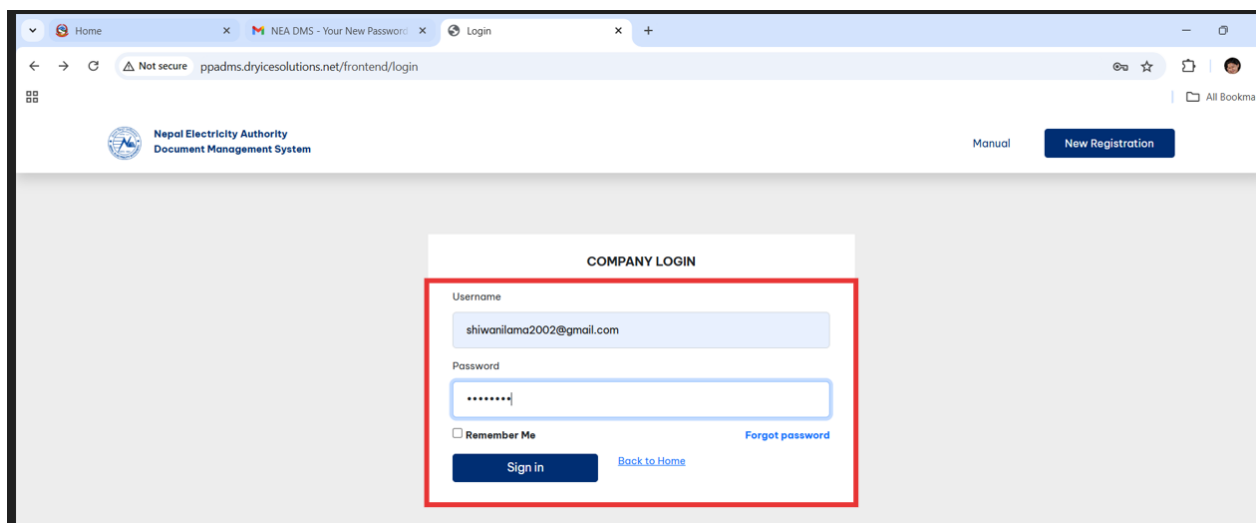 Home
NEA DMS - Your New Password
Login
Not secure ppadms.dryicesolutions.net/frontend/login
All Bookma
Nepal Electricity Authority
Document Management System
Manual
New Registration
COMPANY LOGIN
Username
shiwanilama2002@gmail.com
Password
••••••••
Remember Me
Forgot password
Sign in
Back to Home